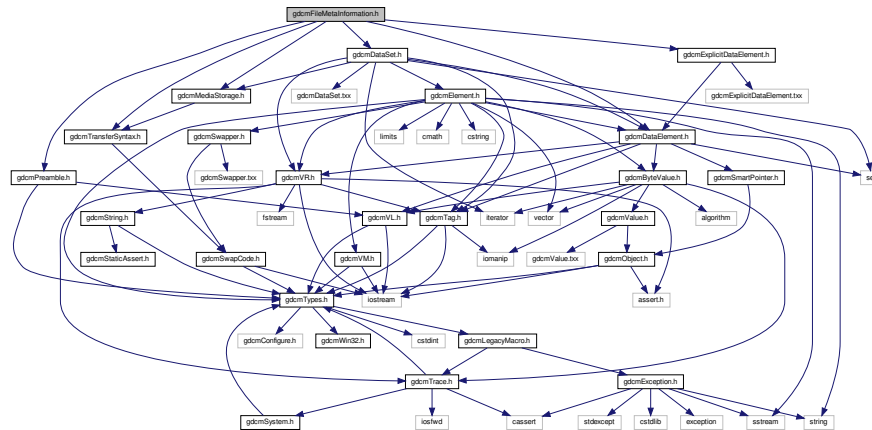 gdcmFileMetaInformation.h
gdcmDataSet.h
gdcmExplicitDataElement.h
gdcmMediaStorage.h
gdcmDataSet.txx
gdcmElement.h
gdcmExplicitDataElement.txx
gdcmTransferSyntax.h
gdcmSwapper.h
limits
cmath
cstring
gdcmDataElement.h
gdcmPreamble.h
gdcmSwapper.txx
gdcmVR.h
gdcmByteValue.h
gdcmSmartPointer.h
gdcmString.h
fstream
gdcmVL.h
gdcmTag.h
iterator
vector
gdcmValue.h
algorithm
gdcmStaticAssert.h
gdcmSwapCode.h
gdcmVM.h
iomanip
gdcmValue.txx
gdcmObject.h
gdcmTypes.h
iostream
assert.h
gdcmConfigure.h
gdcmWin32.h
cstdint
gdcmLegacyMacro.h
gdcmTrace.h
gdcmException.h
gdcmSystem.h
iosfwd
cassert
stdexcept
cstdlib
exception
sstream
string